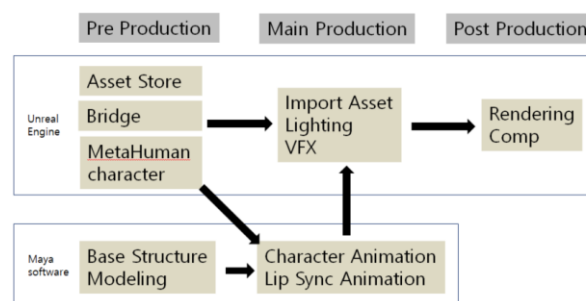 Pre Production
Main Production
Post Production
Unreal
Engine
Asset Store
Bridge
MetaHuman
character
Import Asset
Lighting
VFX
Rendering
Comp
Maya
software
Base Structure
Modeling
Character Animation
Lip Sync Animation